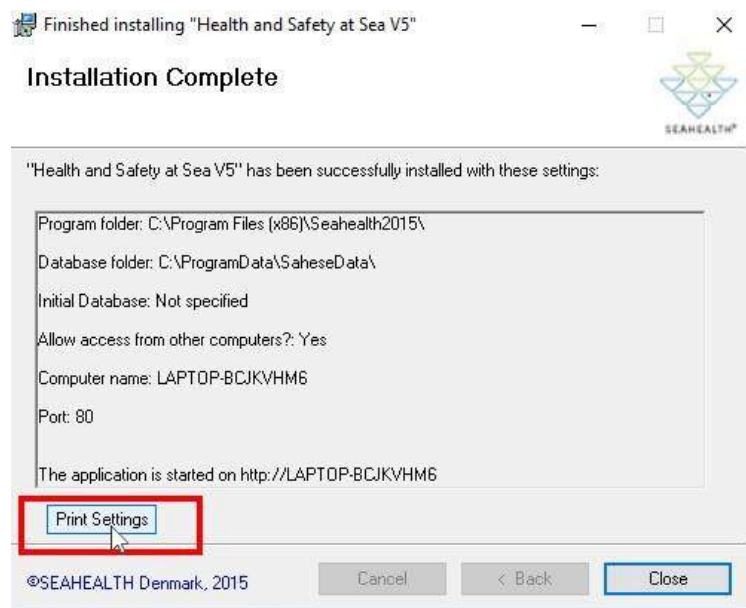 Finished installing "Health and Safety at Sea V5"
Installation Complete
SEAHEALTH®
"Health and Safety at Sea V5" has been successfully installed with these settings:
Program folder: C:\Program Files (x86)\Seahealth2015\
Database folder: C:\ProgramData\SaheseData\
Initial Database: Not specified
Allow access from other computers?: Yes
Computer name: LAPTOP-BCJKVHM6
Port: 80
The application is started on http://LAPTOP-BCJKVHM6
Print Settings
©SEAHEALTH Denmark, 2015
Cancel
< Back
Close